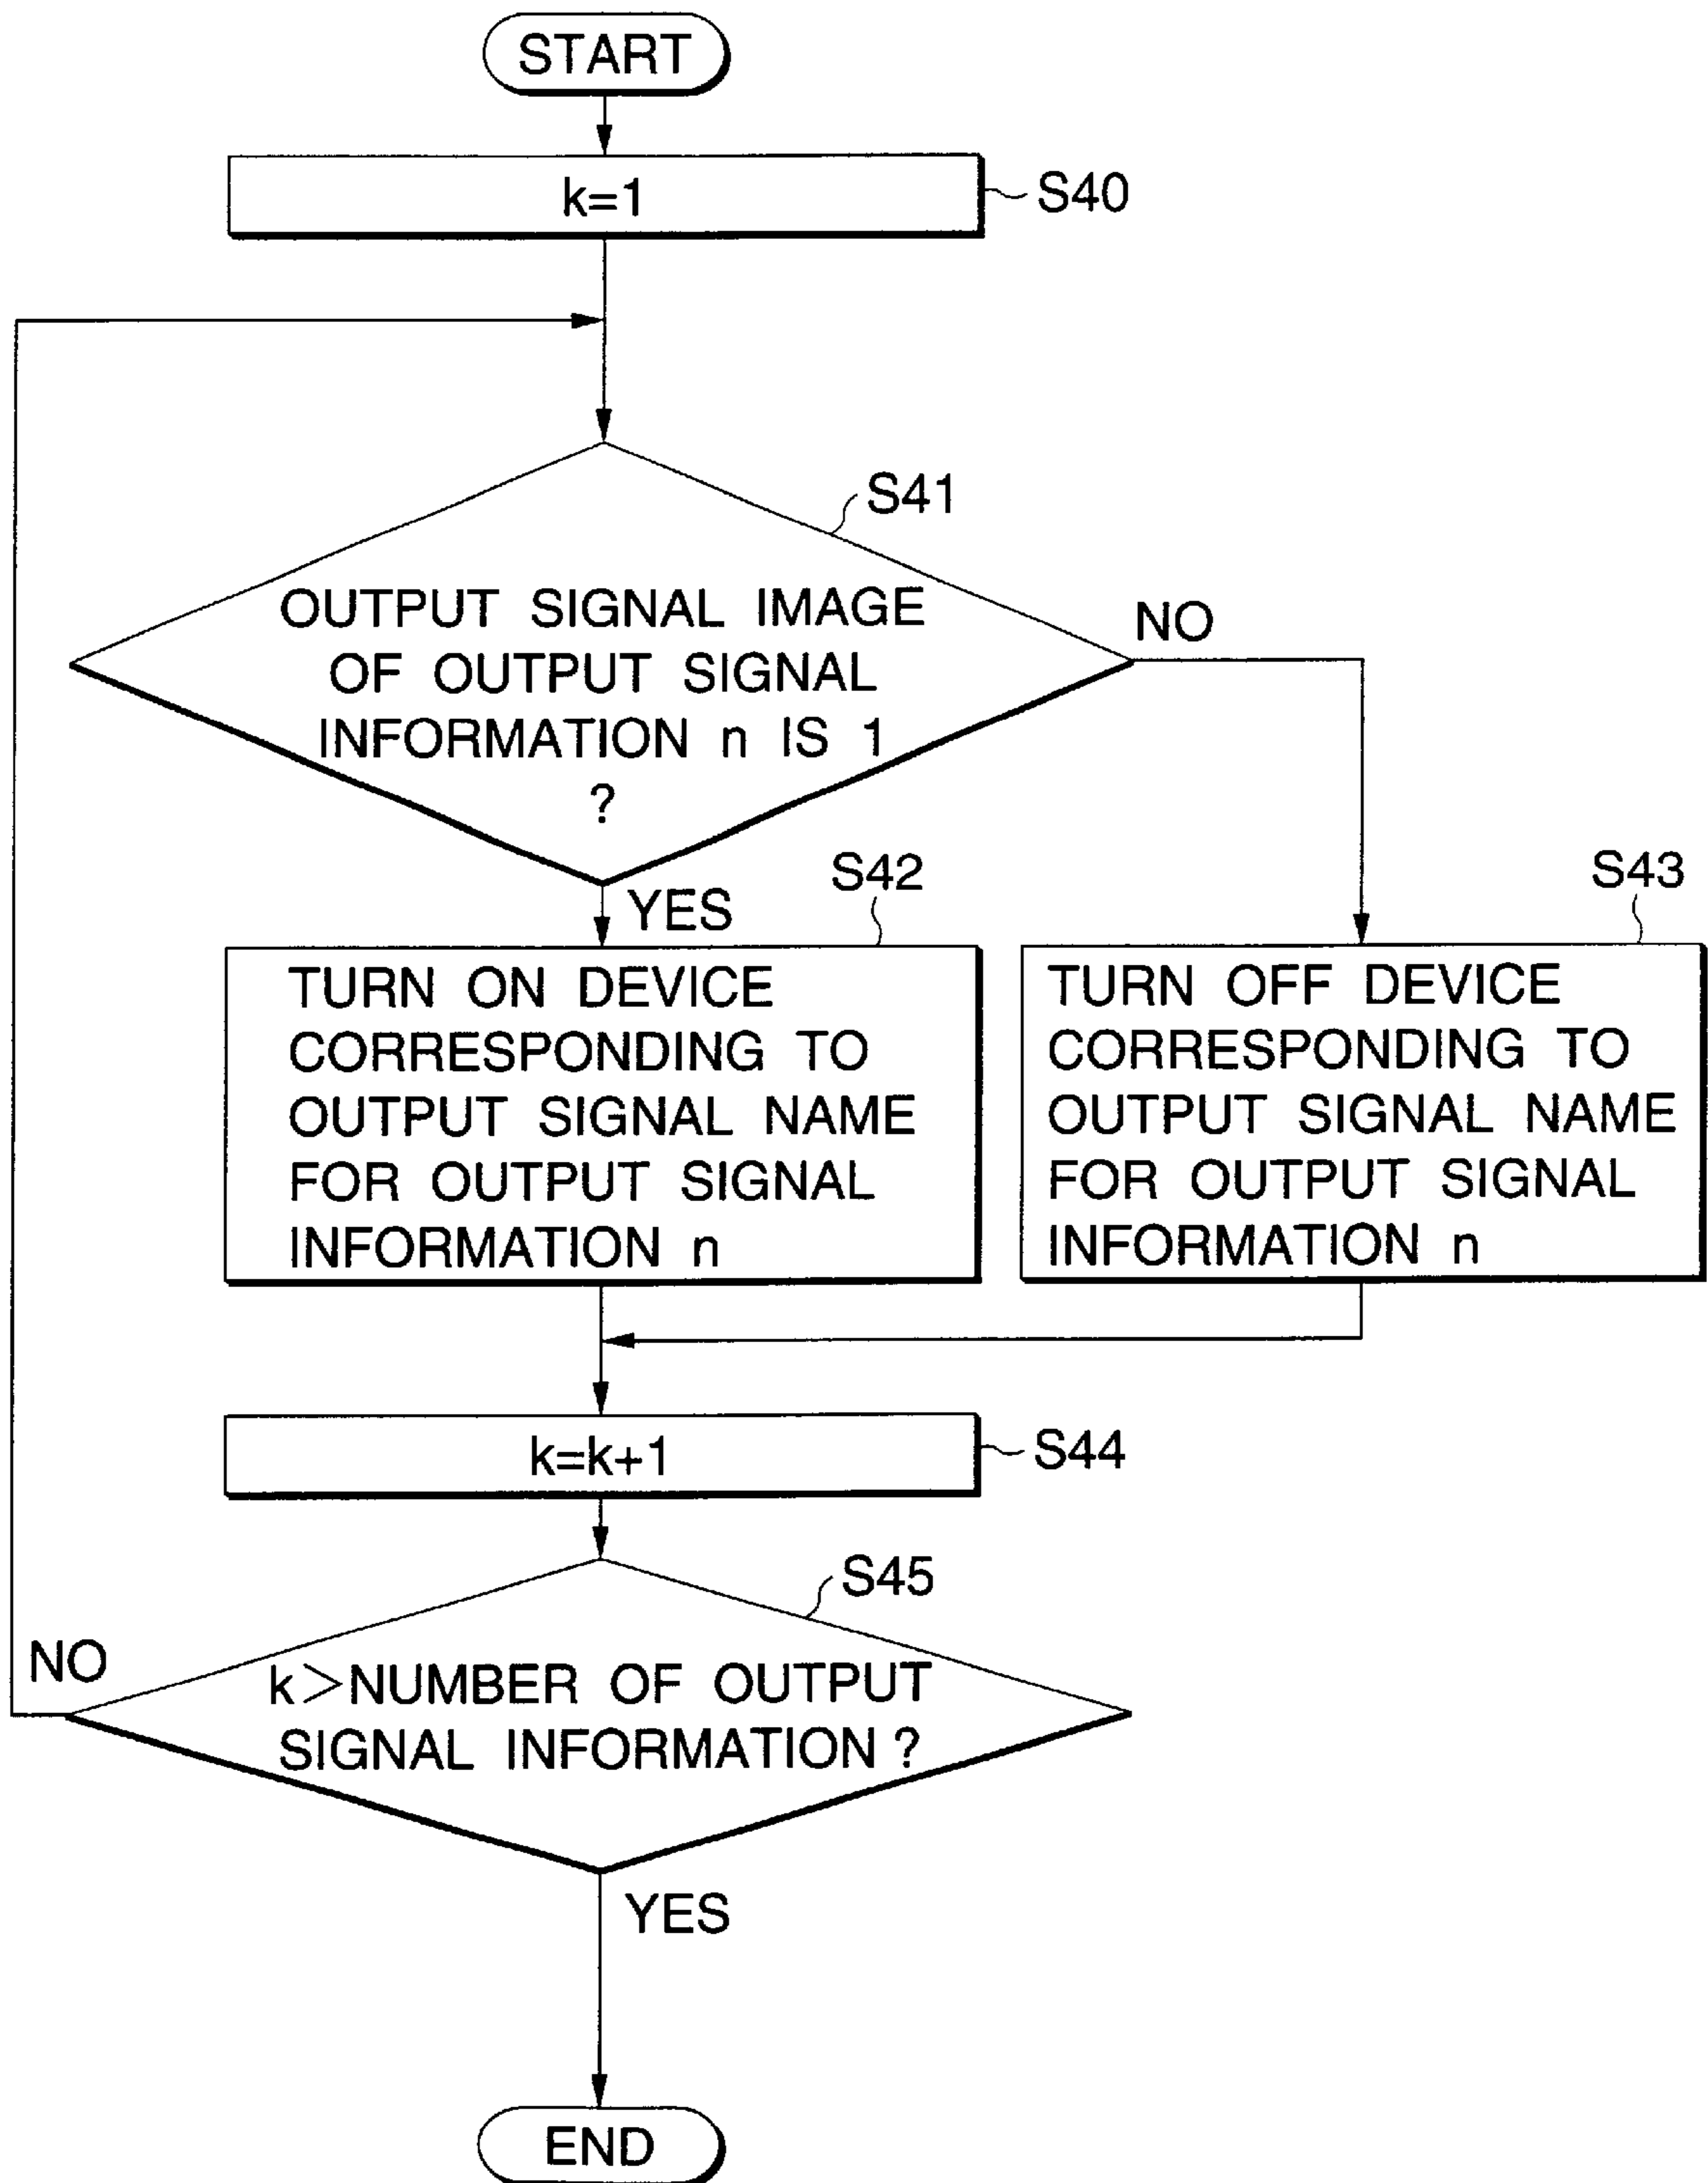 START
k=1
S40
S41
OUTPUT SIGNAL IMAGE
OF OUTPUT SIGNAL
INFORMATION n IS 1
?
NO
YES
S42
TURN ON DEVICE
CORRESPONDING TO
OUTPUT SIGNAL NAME
FOR OUTPUT SIGNAL
INFORMATION n
S43
TURN OFF DEVICE
CORRESPONDING TO
OUTPUT SIGNAL NAME
FOR OUTPUT SIGNAL
INFORMATION n
k=k+1
S44
S45
NO
k>NUMBER OF OUTPUT
SIGNAL INFORMATION ?
YES
END